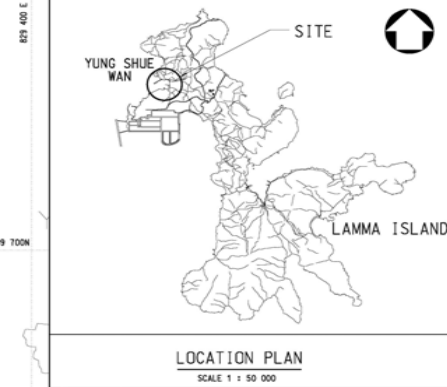 829 400 E
SITE
YUNG SHUE
WAN
LAMMA ISLAND
9 700N
LOCATION PLAN
SCALE 1 : 50 000